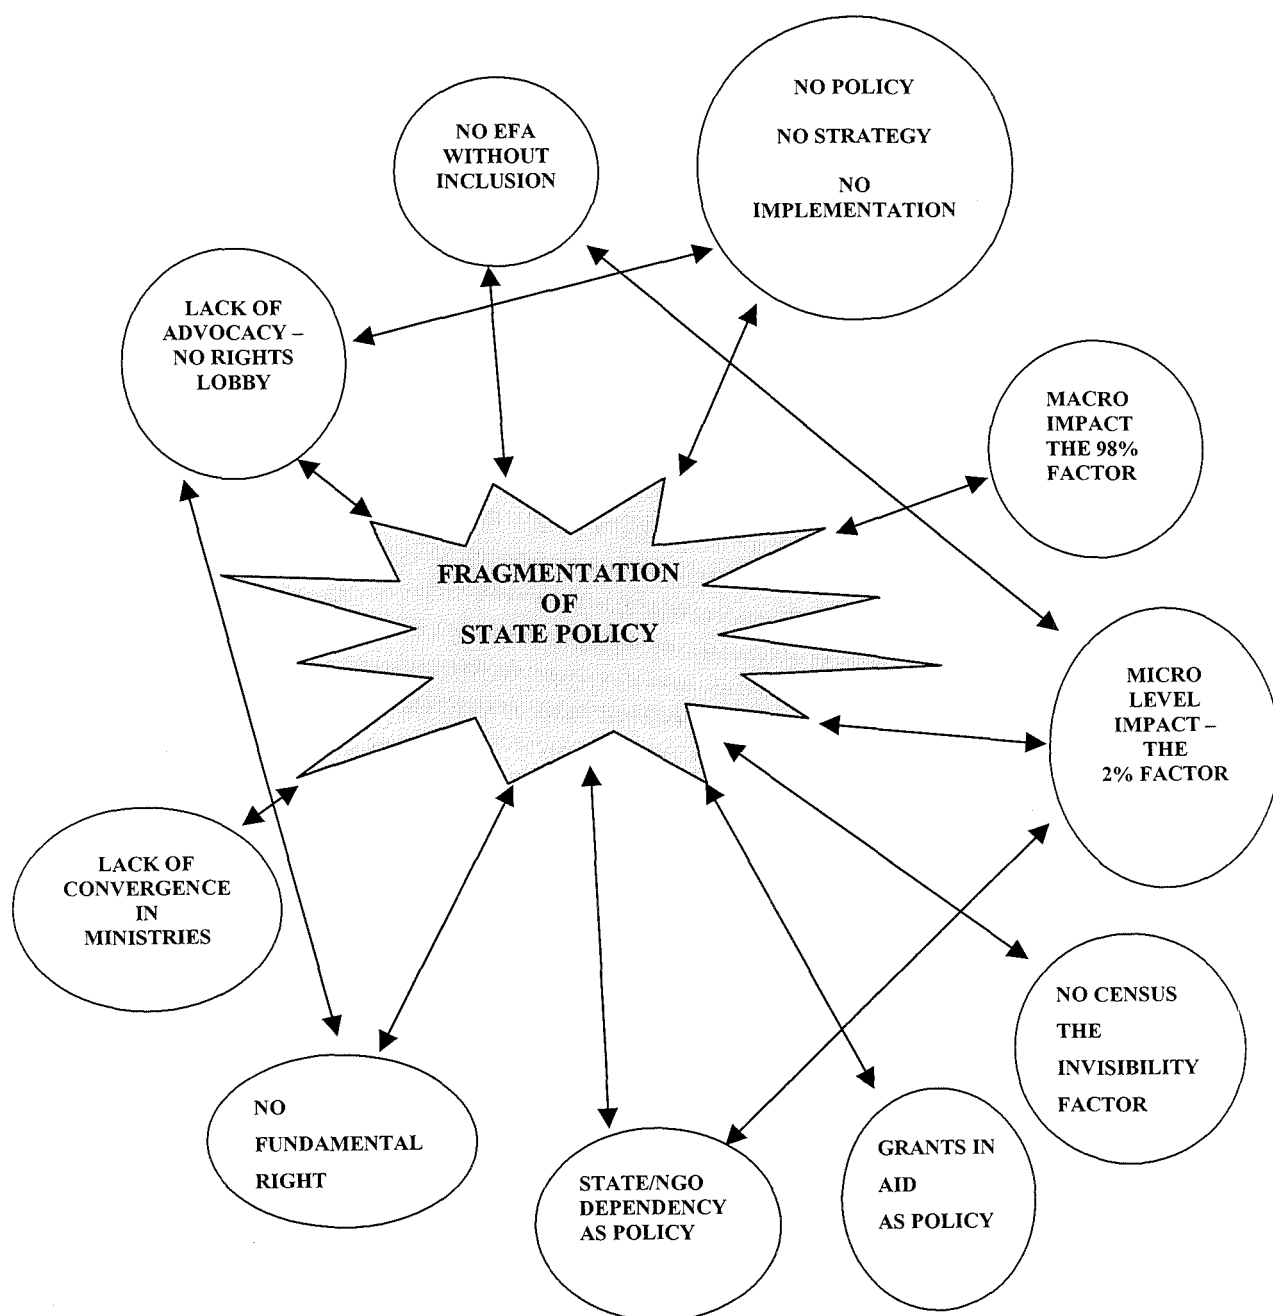 NO POLICY
NO STRATEGY
NO
IMPLEMENTATION
NO EFA
WITHOUT
INCLUSION
LACK OF
ADVOCACY –
NO RIGHTS
LOBBY
MACRO
IMPACT
THE 98%
FACTOR
FRAGMENTATION
OF
STATE POLICY
MICRO
LEVEL
IMPACT –
THE
2% FACTOR
LACK OF
CONVERGENCE
IN
MINISTRIES
NO CENSUS
THE
INVISIBILITY
FACTOR
NO
FUNDAMENTAL
RIGHT
STATE/NGO
DEPENDENCY
AS POLICY
GRANTS IN
AID
AS POLICY